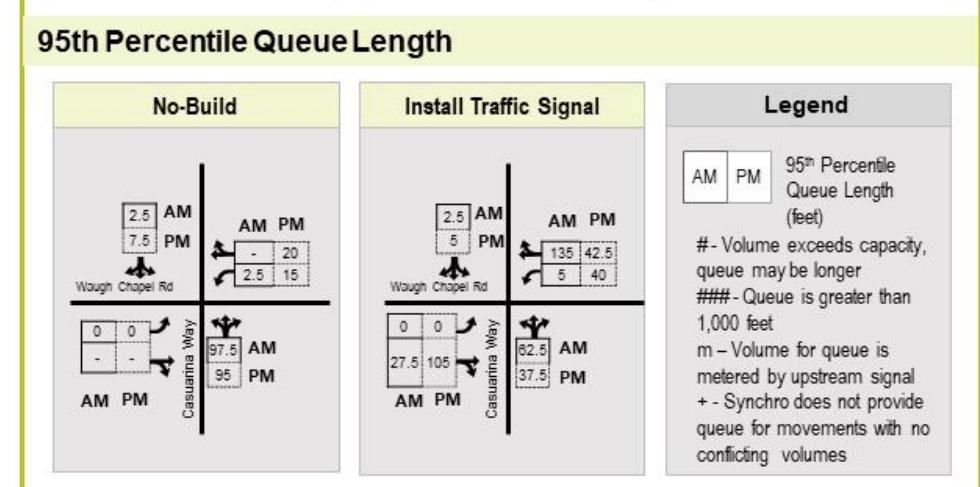 95th Percentile Queue Length
No-Build
2.5 AM
7.5 PM
AM PM
- 20
2.5 15
Waugh Chapel Rd
0 0
- -
AM PM
Casuarina Way
97.5 AM
95 PM
Install Traffic Signal
2.5 AM
5 PM
AM PM
135 42.5
5 40
Waugh Chapel Rd
0 0
27.5 105
AM PM
Casuarina Way
62.5 AM
37.5 PM
Legend
AM PM
95th Percentile
Queue Length
(feet)
# - Volume exceeds capacity,
queue may be longer
### - Queue is greater than
1,000 feet
m – Volume for queue is
metered by upstream signal
+ - Synchro does not provide
queue for movements with no
conflicting volumes